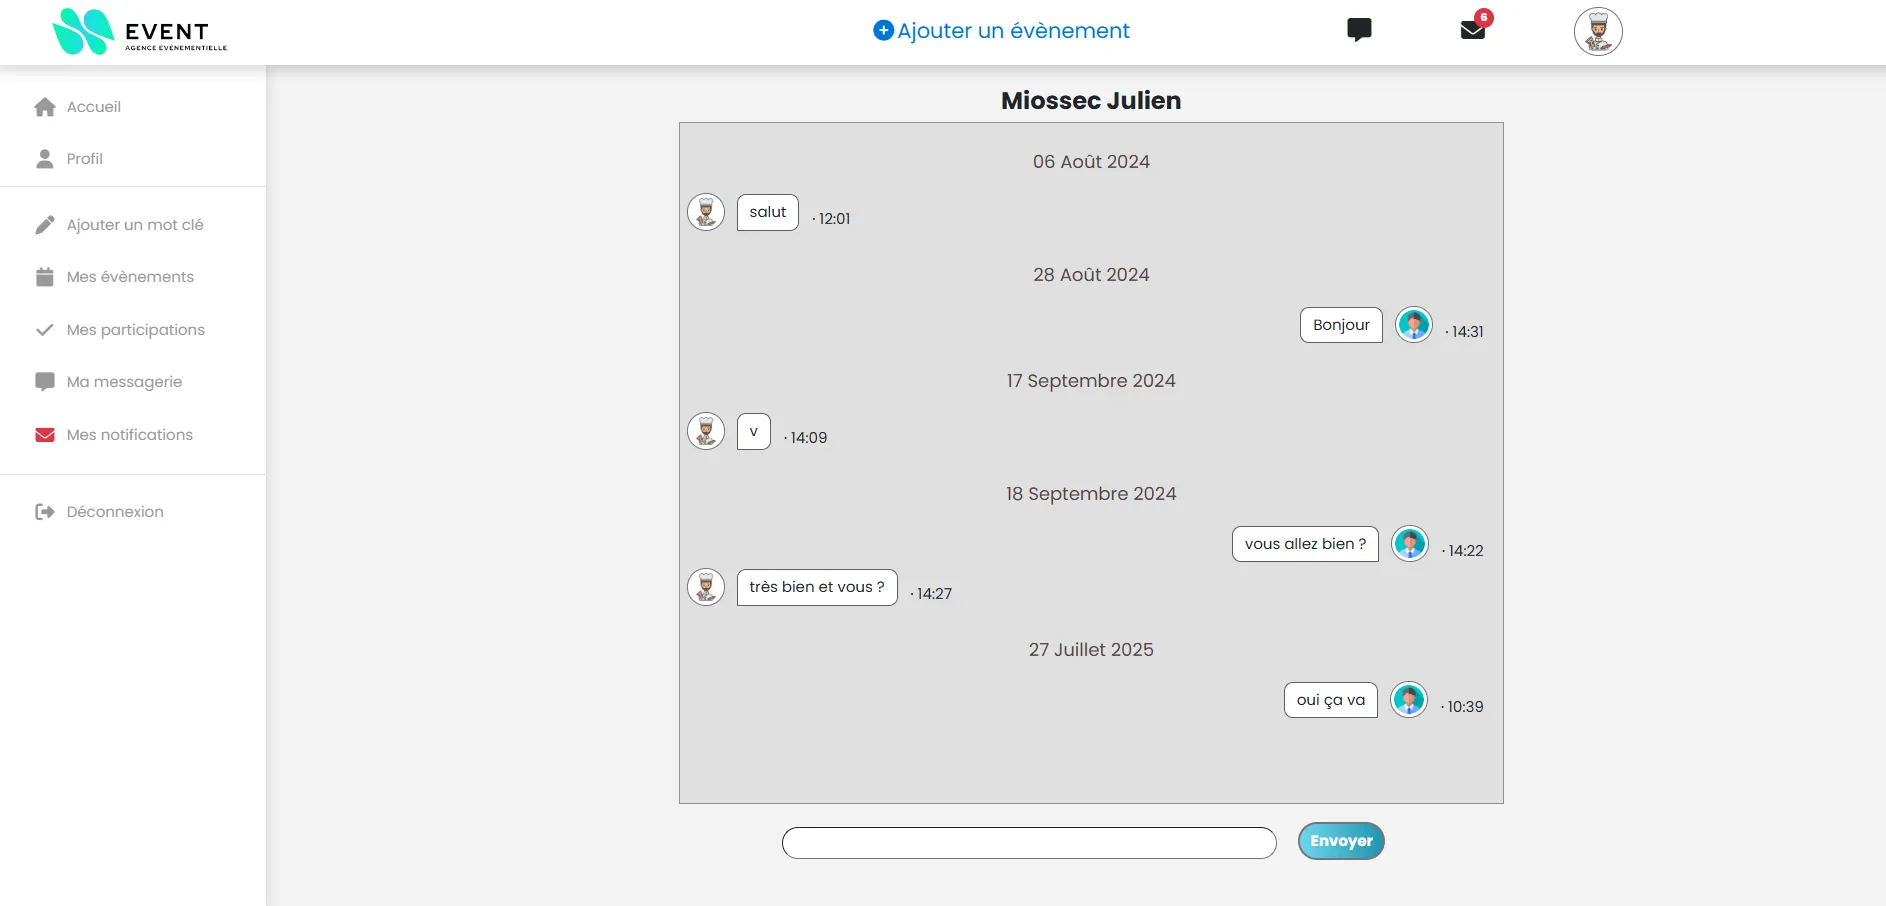 EVENT
AGENCE ÉVÉNEMENTIELLE
Ajouter un évènement
6
Accueil
Profil
Ajouter un mot clé
Mes évènements
Mes participations
Ma messagerie
Mes notifications
Déconnexion
Miossec Julien
06 Août 2024
salut · 12:01
28 Août 2024
Bonjour · 14:31
17 Septembre 2024
v · 14:09
18 Septembre 2024
vous allez bien ? · 14:22
très bien et vous ? · 14:27
27 Juillet 2025
oui ça va · 10:39
Envoyer